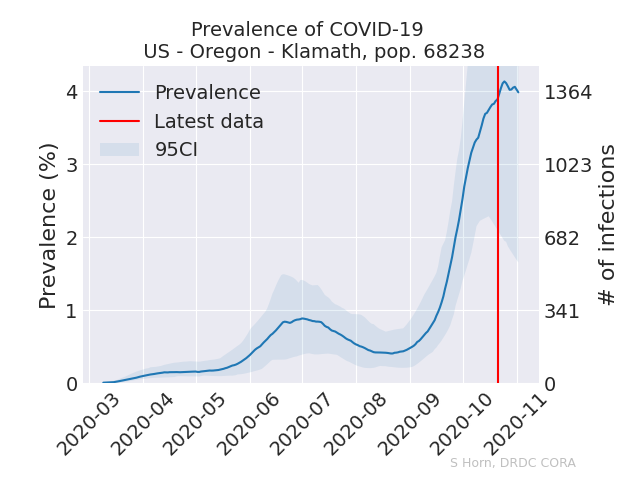 Prevalence of COVID-19
US - Oregon - Klamath, pop. 68238
Prevalence
Latest data
95CI
Prevalence (%)
4
3
2
1
0
1364
1023
682
341
0
# of infections
2020-03
2020-04
2020-05
2020-06
2020-07
2020-08
2020-09
2020-10
2020-11
S Horn, DRDC CORA